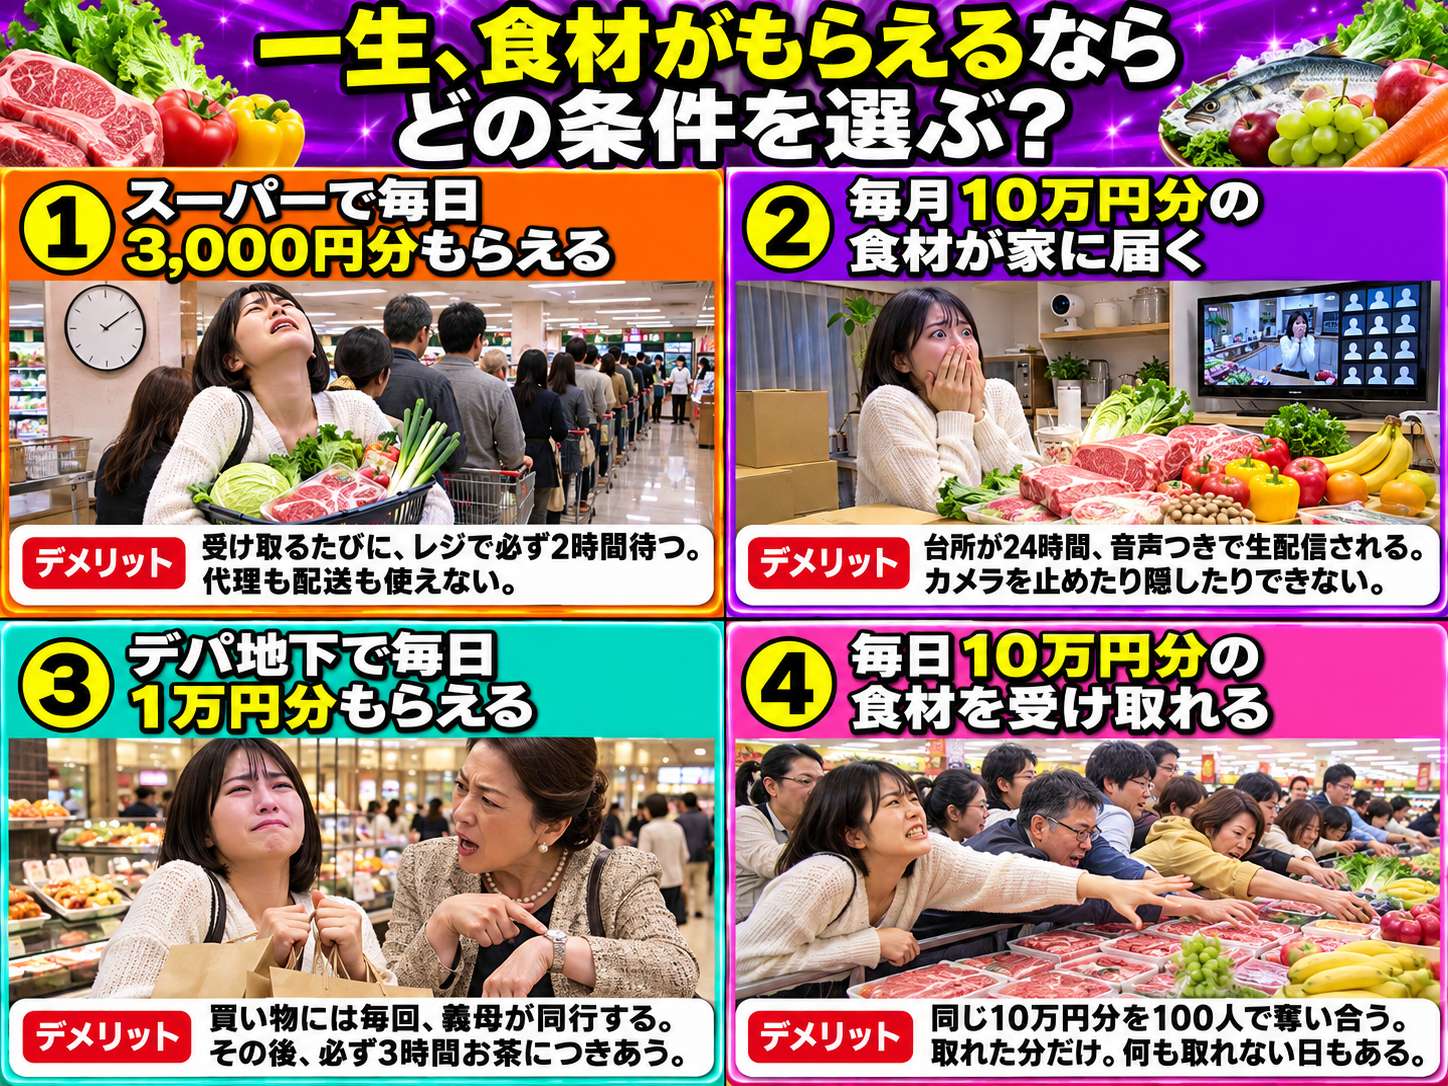 一生、食材がもらえるなら
どの条件を選ぶ?
1
スーパーで毎日
3,000円分もらえる
デメリット
受け取るたびに、レジで必ず2時間待つ。
代理も配送も使えない。
2
毎月10万円分の
食材が家に届く
デメリット
台所が24時間、音声つきで生配信される。
カメラを止めたり隠したりできない。
3
デパ地下で毎日
1万円分もらえる
デメリット
買い物には毎回、義母が同行する。
その後、必ず3時間お茶につきあう。
4
毎日10万円分の
食材を受け取れる
デメリット
同じ10万円分を100人で奪い合う。
取れた分だけ。何も取れない日もある。